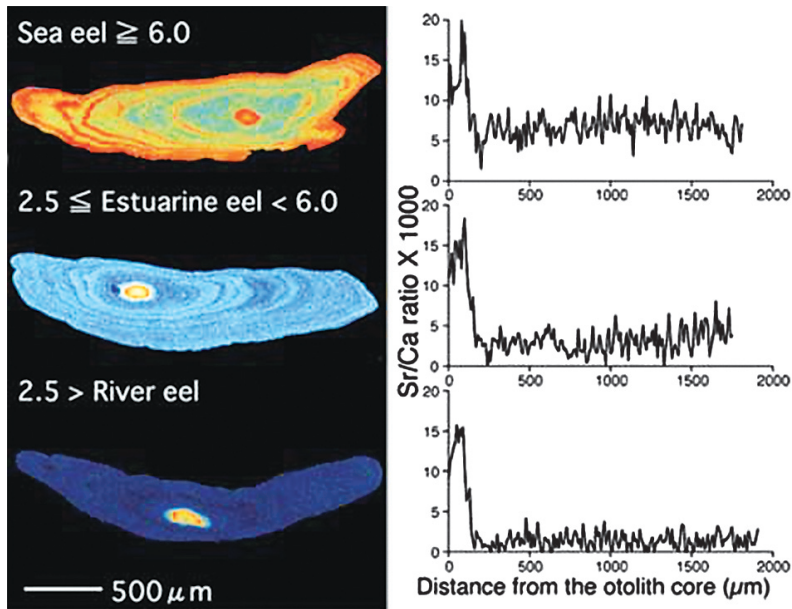 Sea eel ≧ 6.0
2.5 ≦ Estuarine eel < 6.0
2.5 > River eel
500 μm
Sr/Ca ratio X 1000
20
15
10
5
0
0 500 1000 1500 2000
20
15
10
5
0
0 500 1000 1500 2000
15
10
5
0
0 500 1000 1500 2000
Distance from the otolith core (μm)